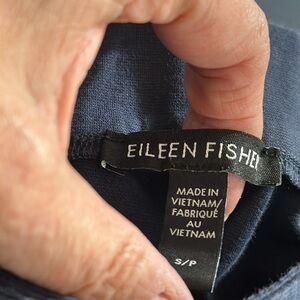 EILEEN FISHE
MADE IN
VIETNAM/
FABRIQUÉ
AU
VIETNAM
S/P